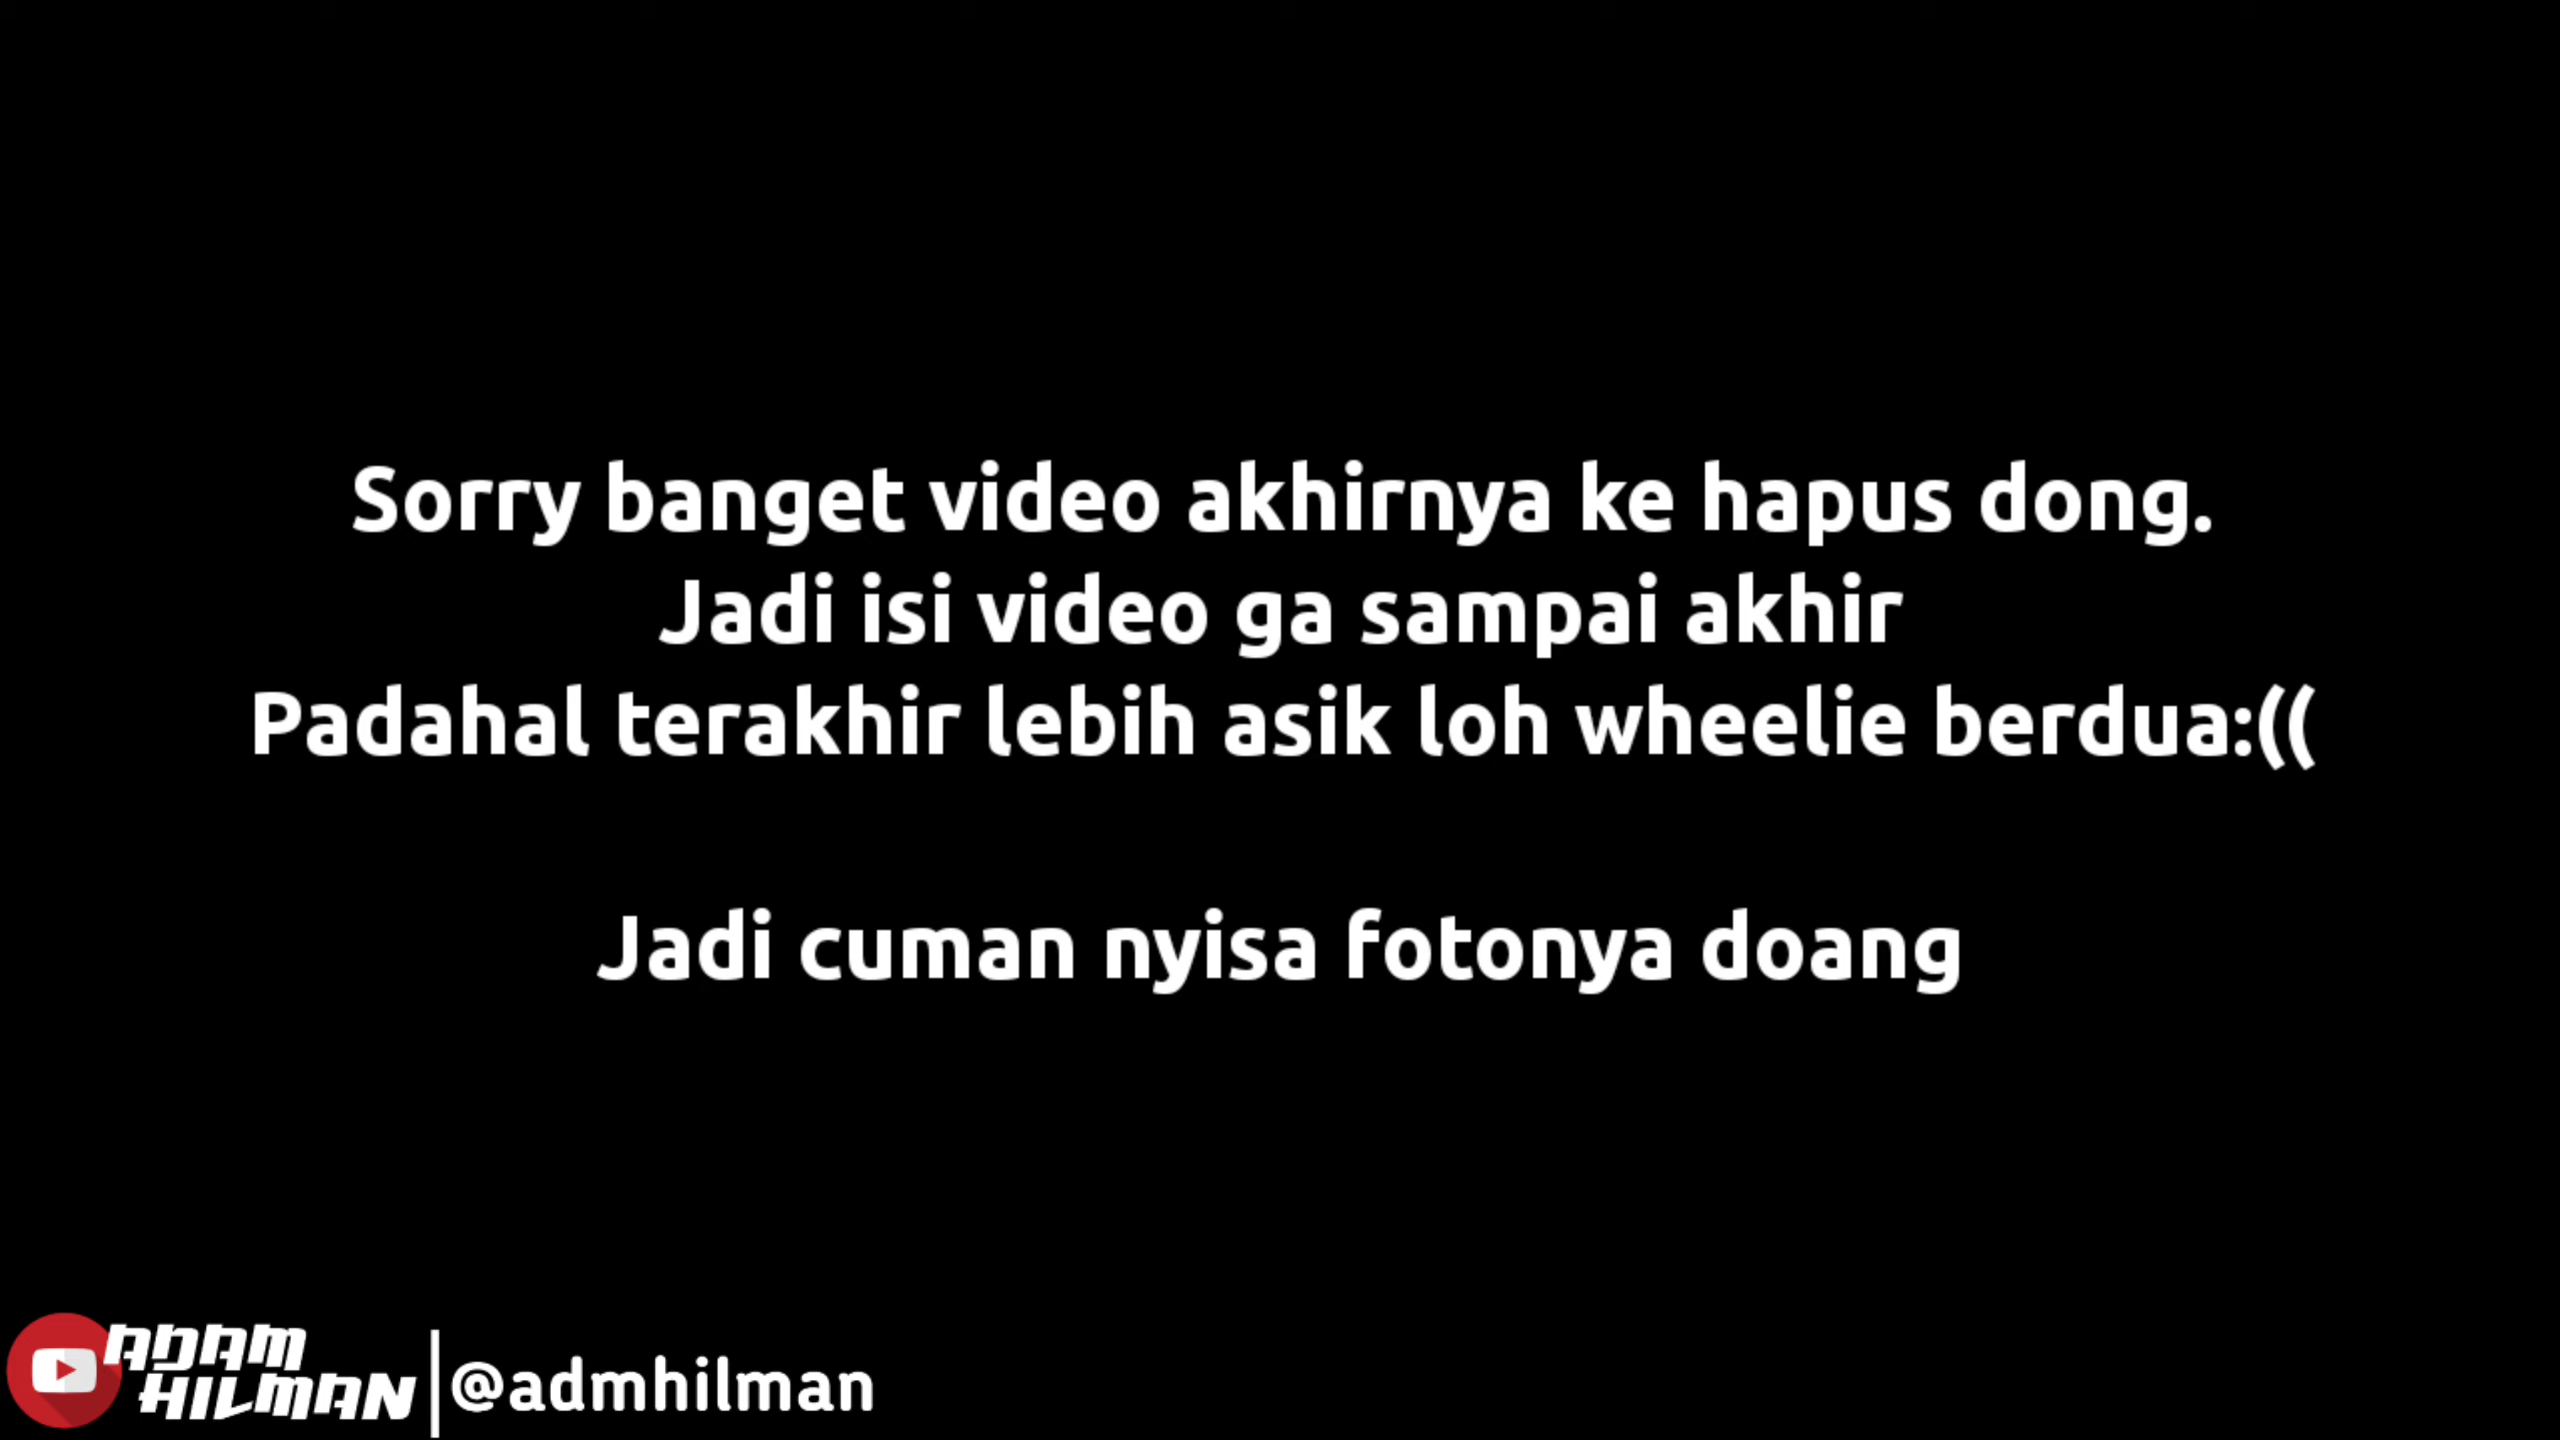 Sorry banget video akhirnya ke hapus dong.
Jadi isi video ga sampai akhir
Padahal terakhir lebih asik loh wheelie berdua:((
Jadi cuman nyisa fotonya doang
ADAM
HILMAN
@admhilman